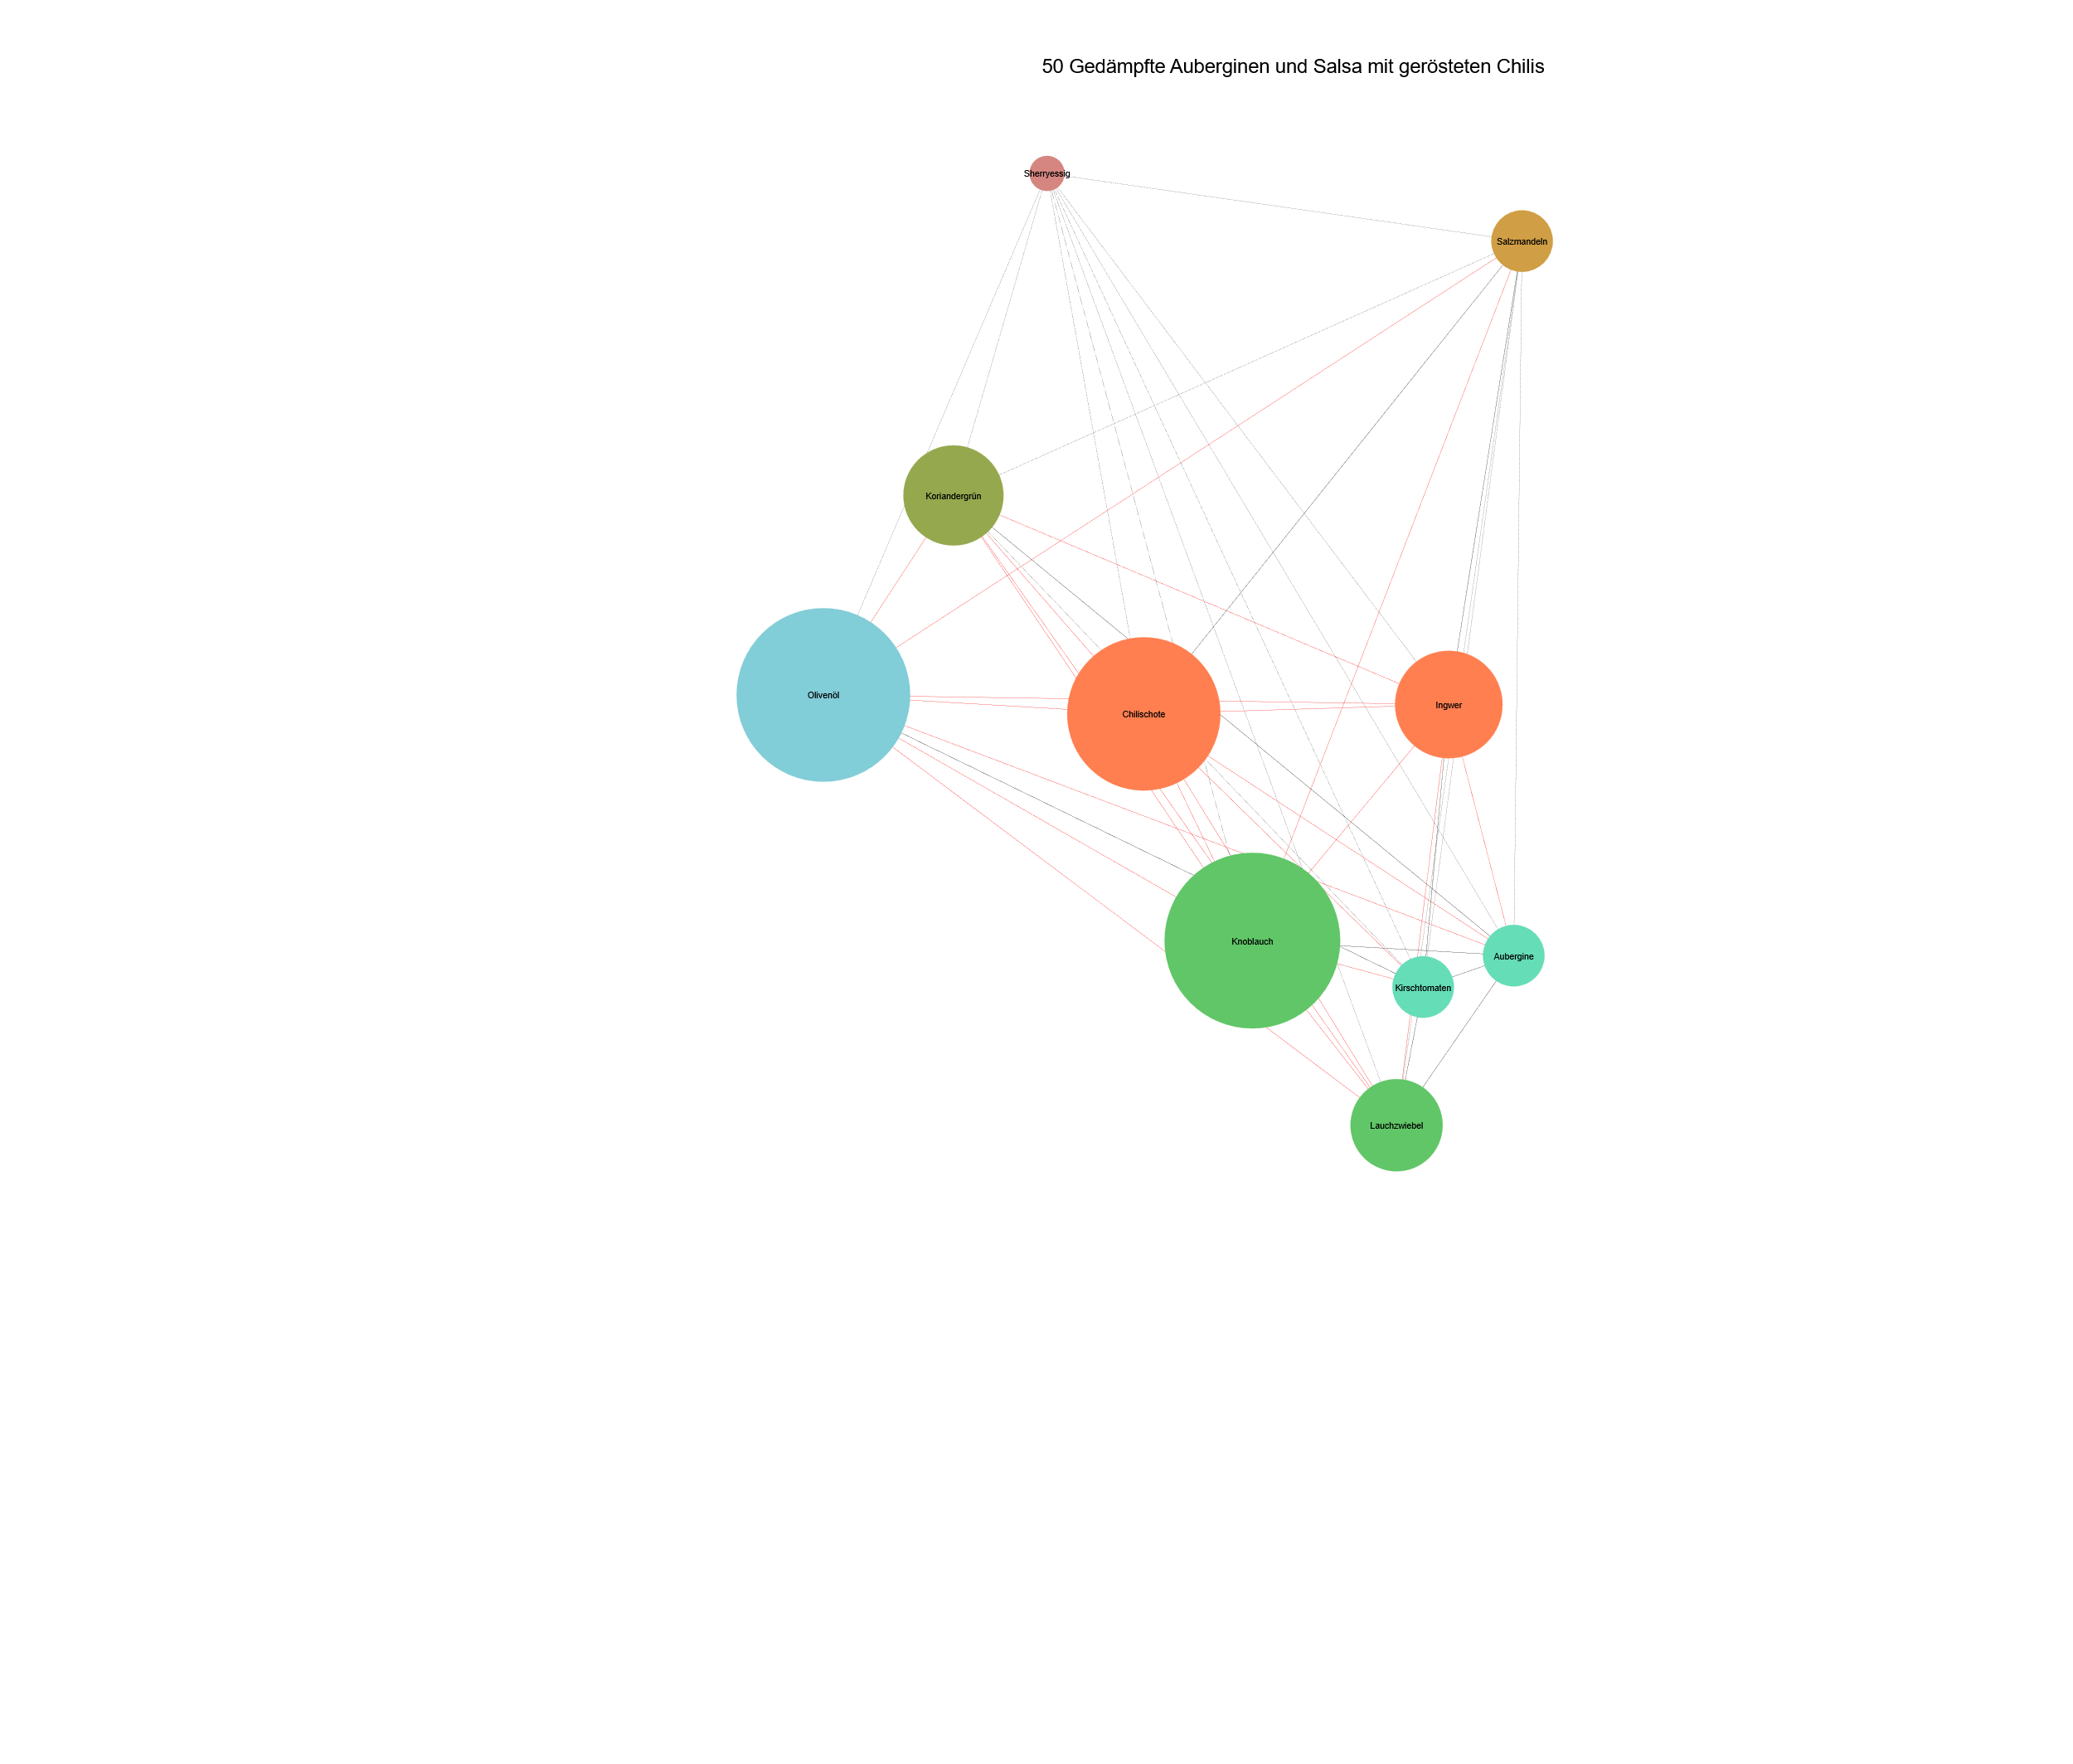 50 Gedämpfte Auberginen und Salsa mit gerösteten Chilis
Sherryessig
Salzmandeln
Koriandergrün
Olivenöl
Chilischote
Ingwer
Knoblauch
Aubergine
Kirschtomaten
Lauchzwiebel